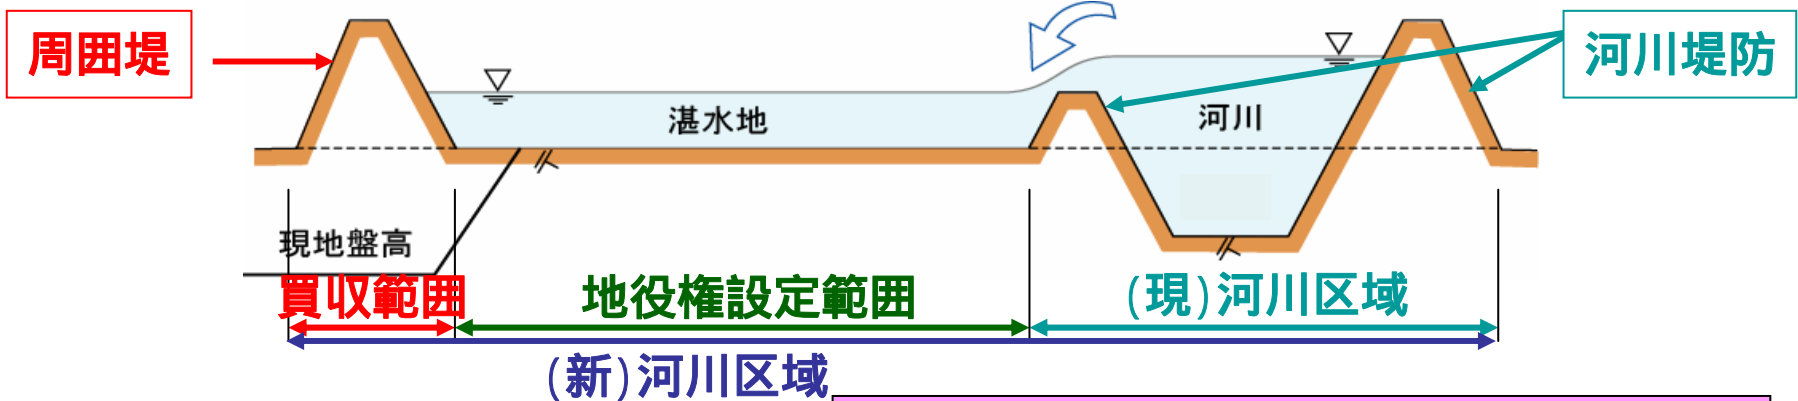 周囲堤
河川堤防
湛水地
河川
現地盤高
買収範囲
地役権設定範囲
(現)河川区域
(新)河川区域